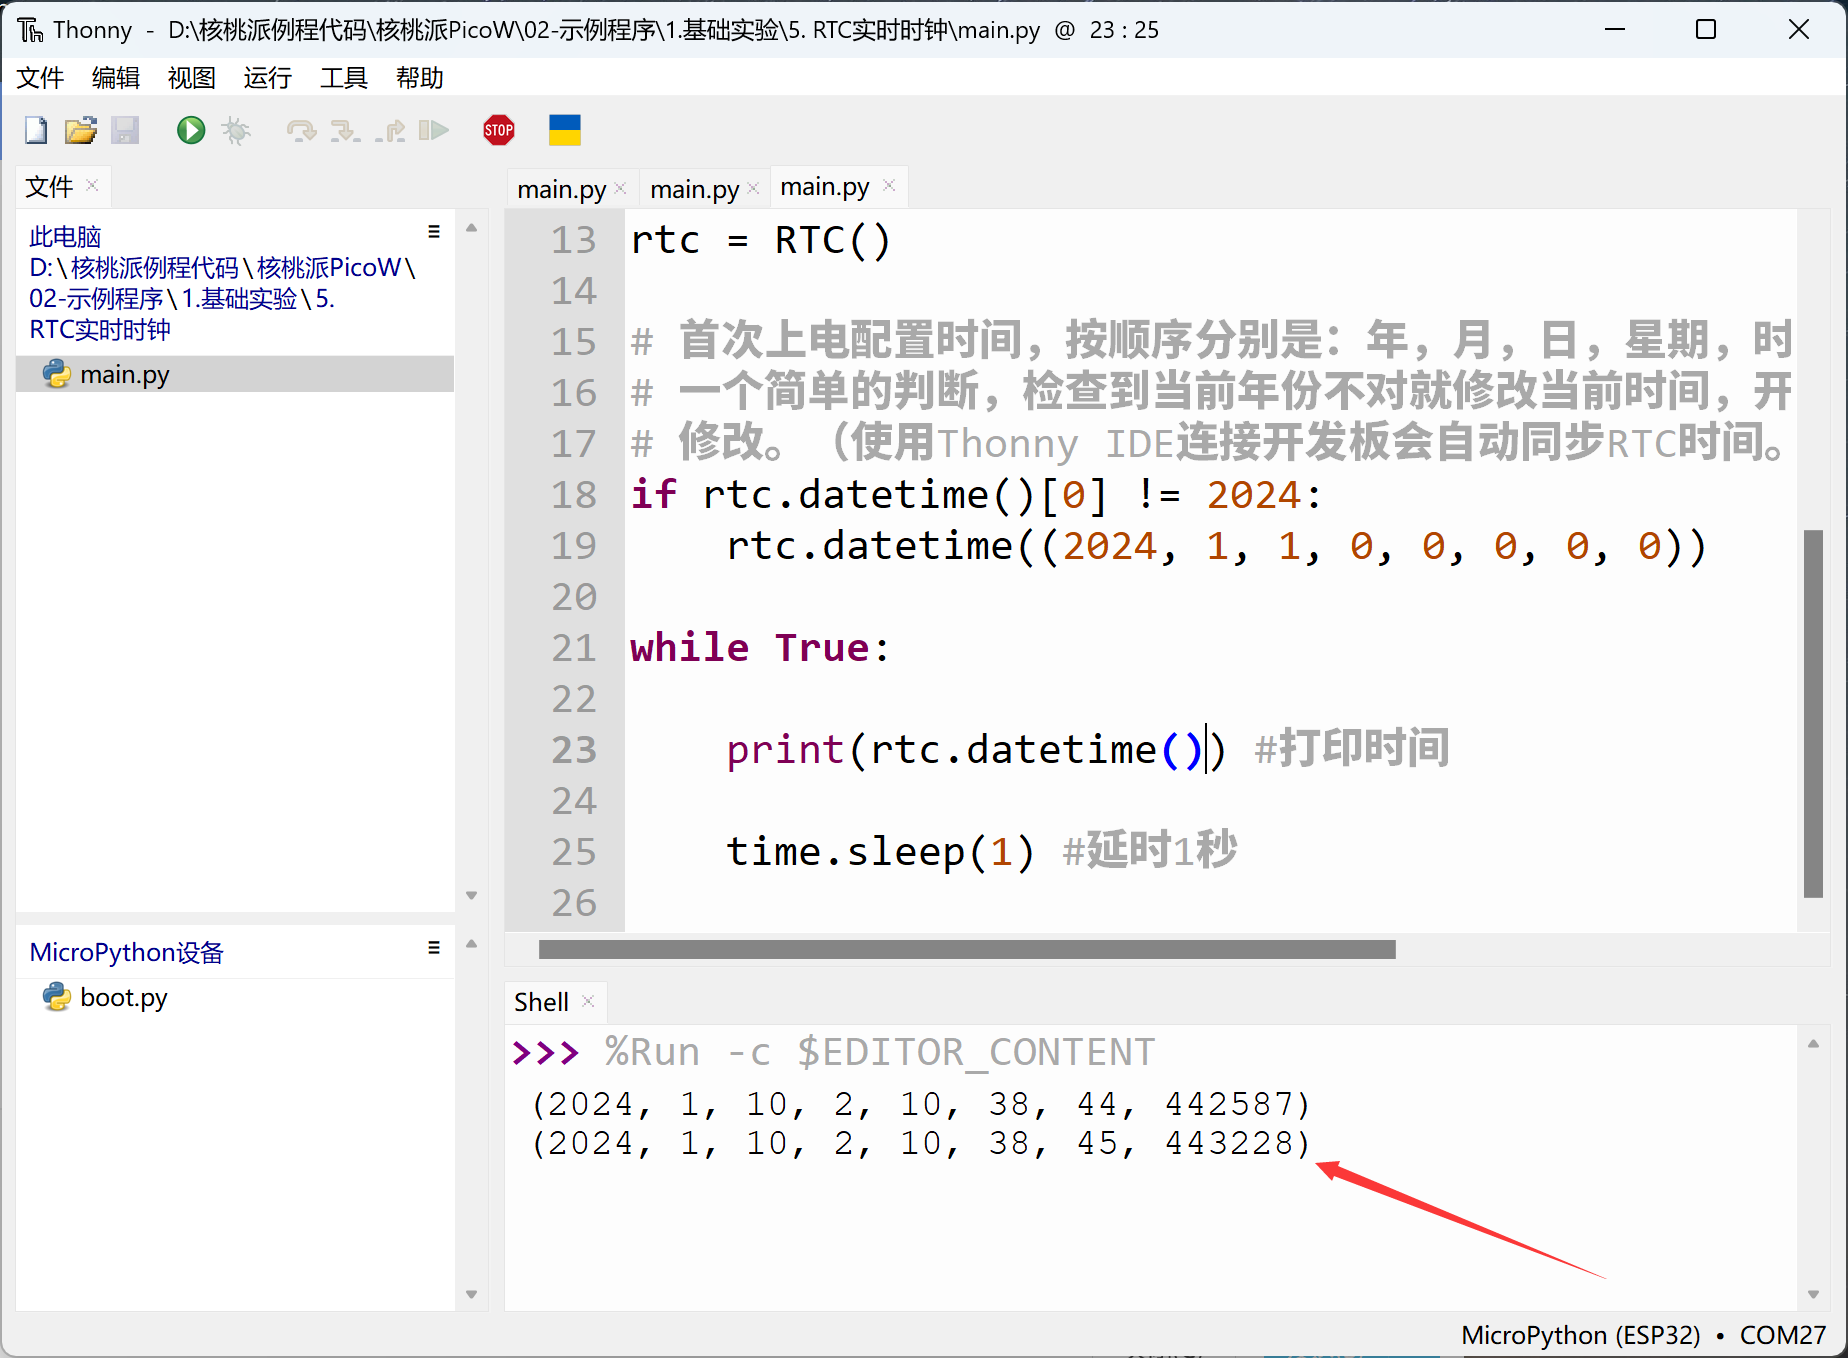 Thonny - D:\核桃派例程代码\核桃派PicoW\02-示例程序\1.基础实验\5. RTC实时时钟\main.py @ 23 : 25
文件 编辑 视图 运行 工具 帮助
STOP
文件
此电脑
D:\核桃派例程代码\核桃派PicoW\
02-示例程序\1.基础实验\5.
RTC实时时钟
main.py
MicroPython设备
boot.py
main.py main.py main.py
13 rtc = RTC()
14
15 # 首次上电配置时间，按顺序分别是：年，月，日，星期，时
16 # 一个简单的判断，检查到当前年份不对就修改当前时间，开
17 # 修改。（使用Thonny IDE连接开发板会自动同步RTC时间。
18 if rtc.datetime()[0] != 2024:
19     rtc.datetime((2024, 1, 1, 0, 0, 0, 0, 0))
20
21 while True:
22
23     print(rtc.datetime()) #打印时间
24
25     time.sleep(1) #延时1秒
26
Shell
>>> %Run -c $EDITOR_CONTENT
(2024, 1, 10, 2, 10, 38, 44, 442587)
(2024, 1, 10, 2, 10, 38, 45, 443228)
MicroPython (ESP32) • COM27